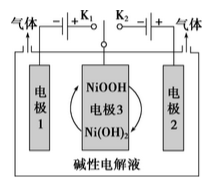 气体 － ＋ K₁ K₂ － ＋ 气体
电极1
NiOOH
电极3
Ni(OH)₂
电极2
碱性电解液